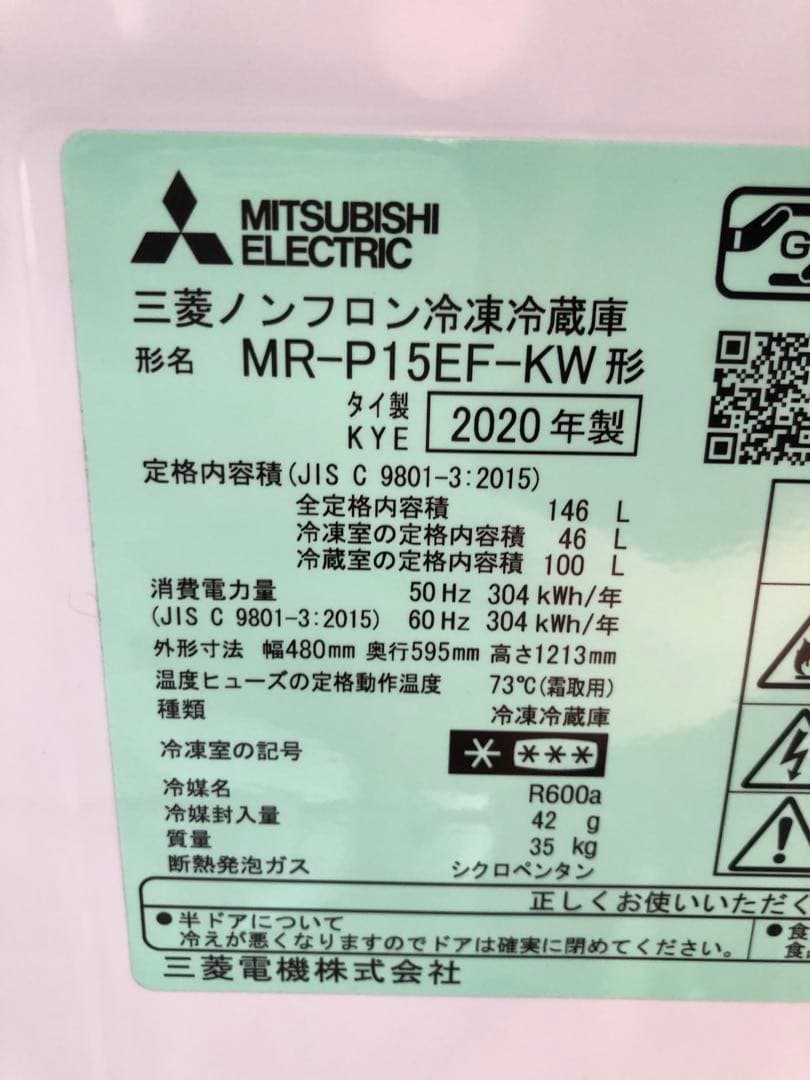 MITSUBISHI
ELECTRIC
G
三菱ノンフロン冷凍冷蔵庫
形名 MR-P15EF-KW形
タイ製
KYE
2020年製
定格内容積(JIS C 9801-3:2015)
全定格内容積 146 L
冷凍室の定格内容積 46 L
冷蔵室の定格内容積 100 L
消費電力量 50Hz 304kWh/年
(JIS C 9801-3:2015) 60Hz 304kWh/年
外形寸法 幅480mm 奥行595mm 高さ1213mm
温度ヒューズの定格動作温度 73℃(霜取用)
種類 冷凍冷蔵庫
冷凍室の記号 * ***
冷媒名 R600a
冷媒封入量 42 g
質量 35 kg
断熱発泡ガス シクロペンタン
正しくお使いいただく
●半ドアについて
冷えが悪くなりますのでドアは確実に閉めてください。
●食
食
三菱電機株式会社